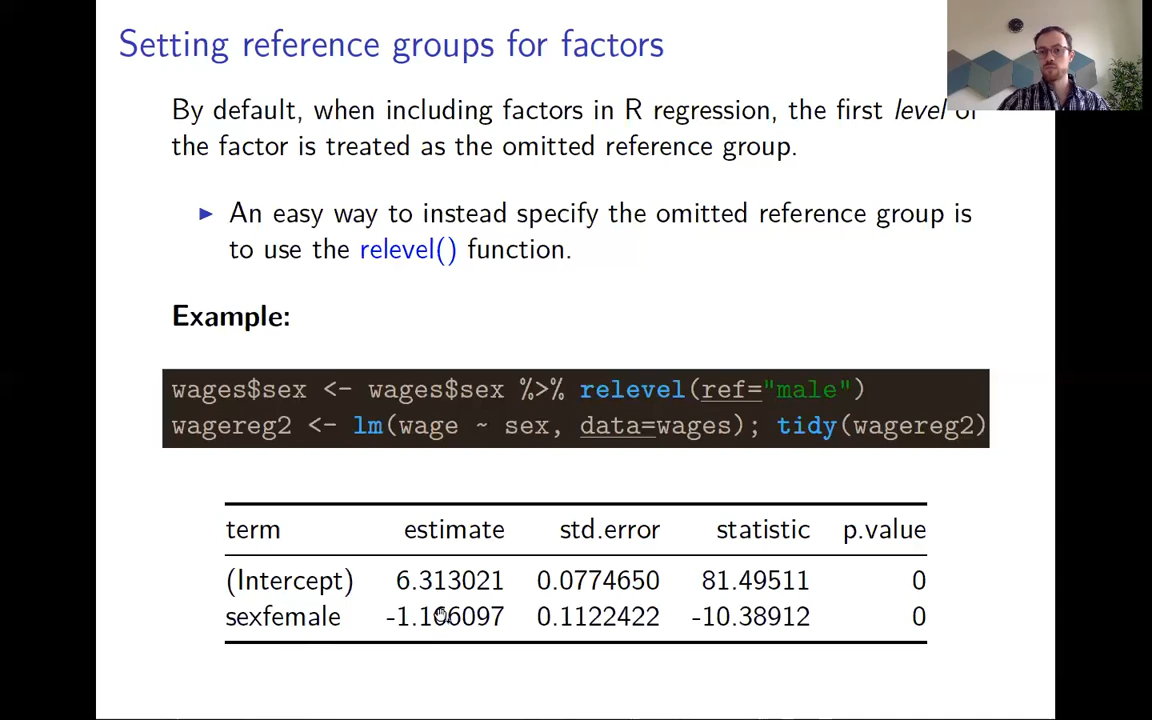 Setting reference groups for factors
By default, when including factors in R regression, the first level of
the factor is treated as the omitted reference group.
▶ An easy way to instead specify the omitted reference group is
to use the relevel() function.
Example:
wages$sex <- wages$sex %>% relevel(ref="male")
wagereg2 <- lm(wage ~ sex, data=wages); tidy(wagereg2)
term estimate std.error statistic p.value
(Intercept) 6.313021 0.0774650 81.49511 0
sexfemale -1.166097 0.1122422 -10.38912 0